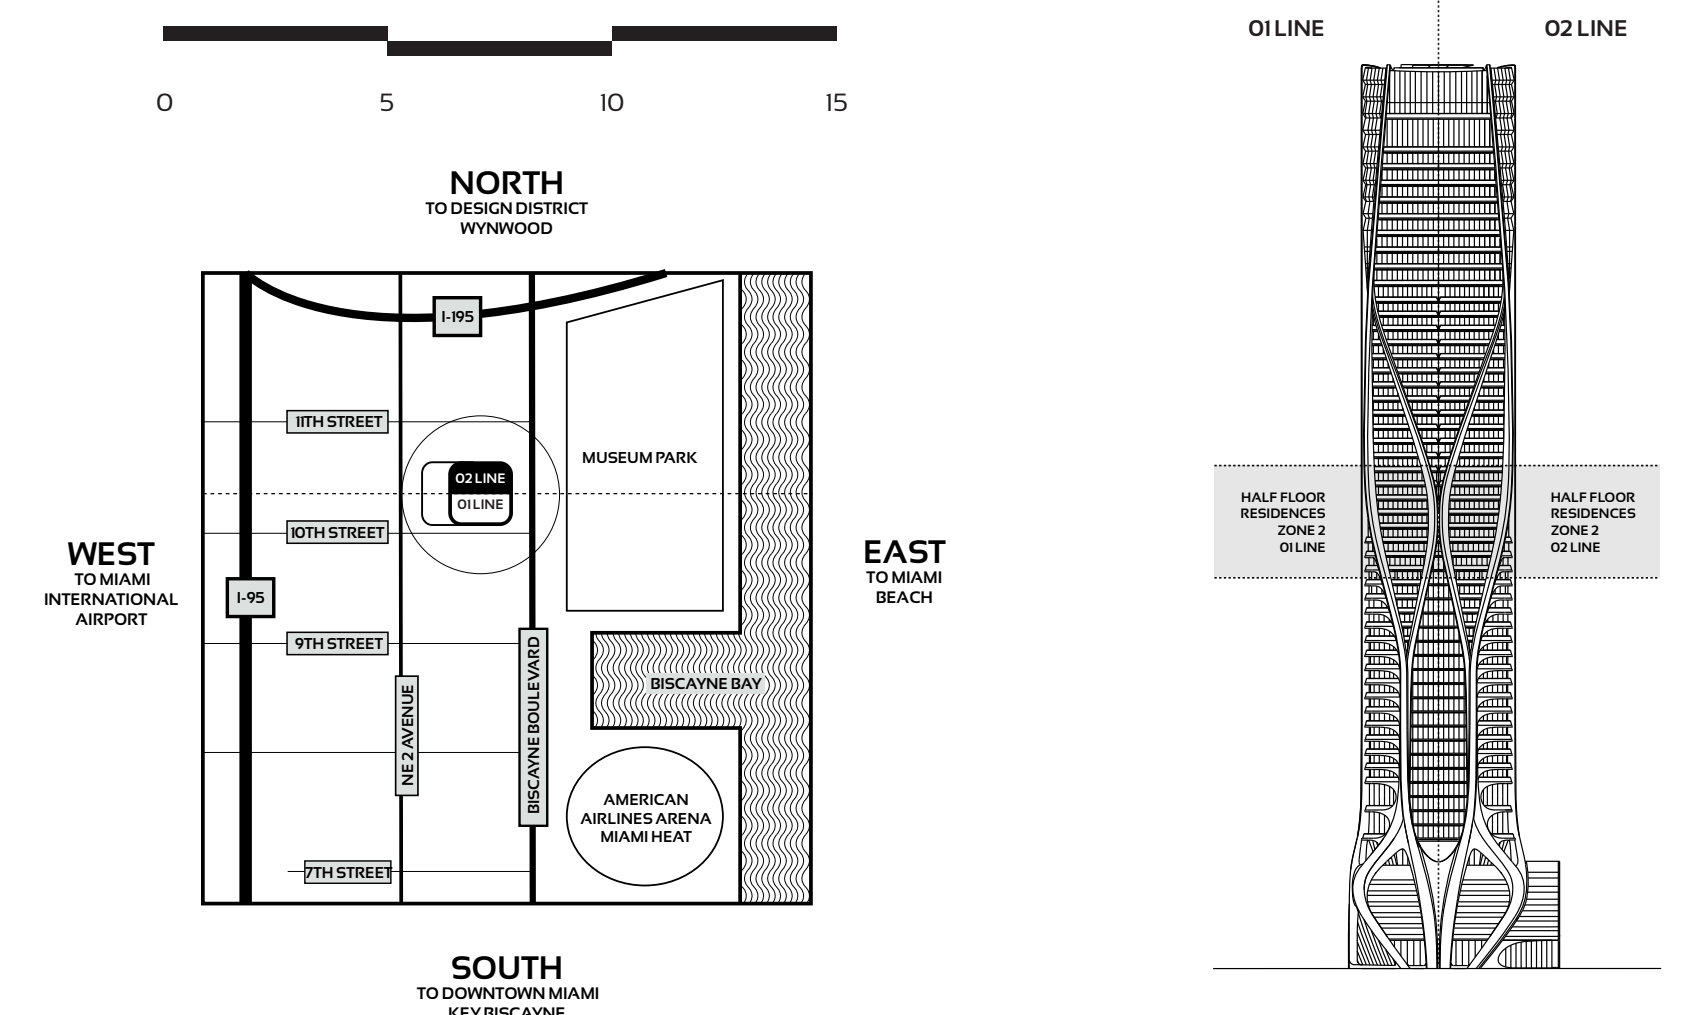 0 5 10 15
NORTH
TO DESIGN DISTRICT
WYNWOOD
I-195
11TH STREET
MUSEUM PARK
02 LINE
01 LINE
10TH STREET
WEST
TO MIAMI
INTERNATIONAL
AIRPORT
I-95
EAST
TO MIAMI
BEACH
9TH STREET
BISCAYNE BAY
NE 2 AVENUE
BISCAYNE BOULEVARD
AMERICAN
AIRLINES ARENA
MIAMI HEAT
7TH STREET
SOUTH
TO DOWNTOWN MIAMI
KEY BISCAYNE
01 LINE
02 LINE
HALF FLOOR
RESIDENCES
ZONE 2
01 LINE
HALF FLOOR
RESIDENCES
ZONE 2
02 LINE